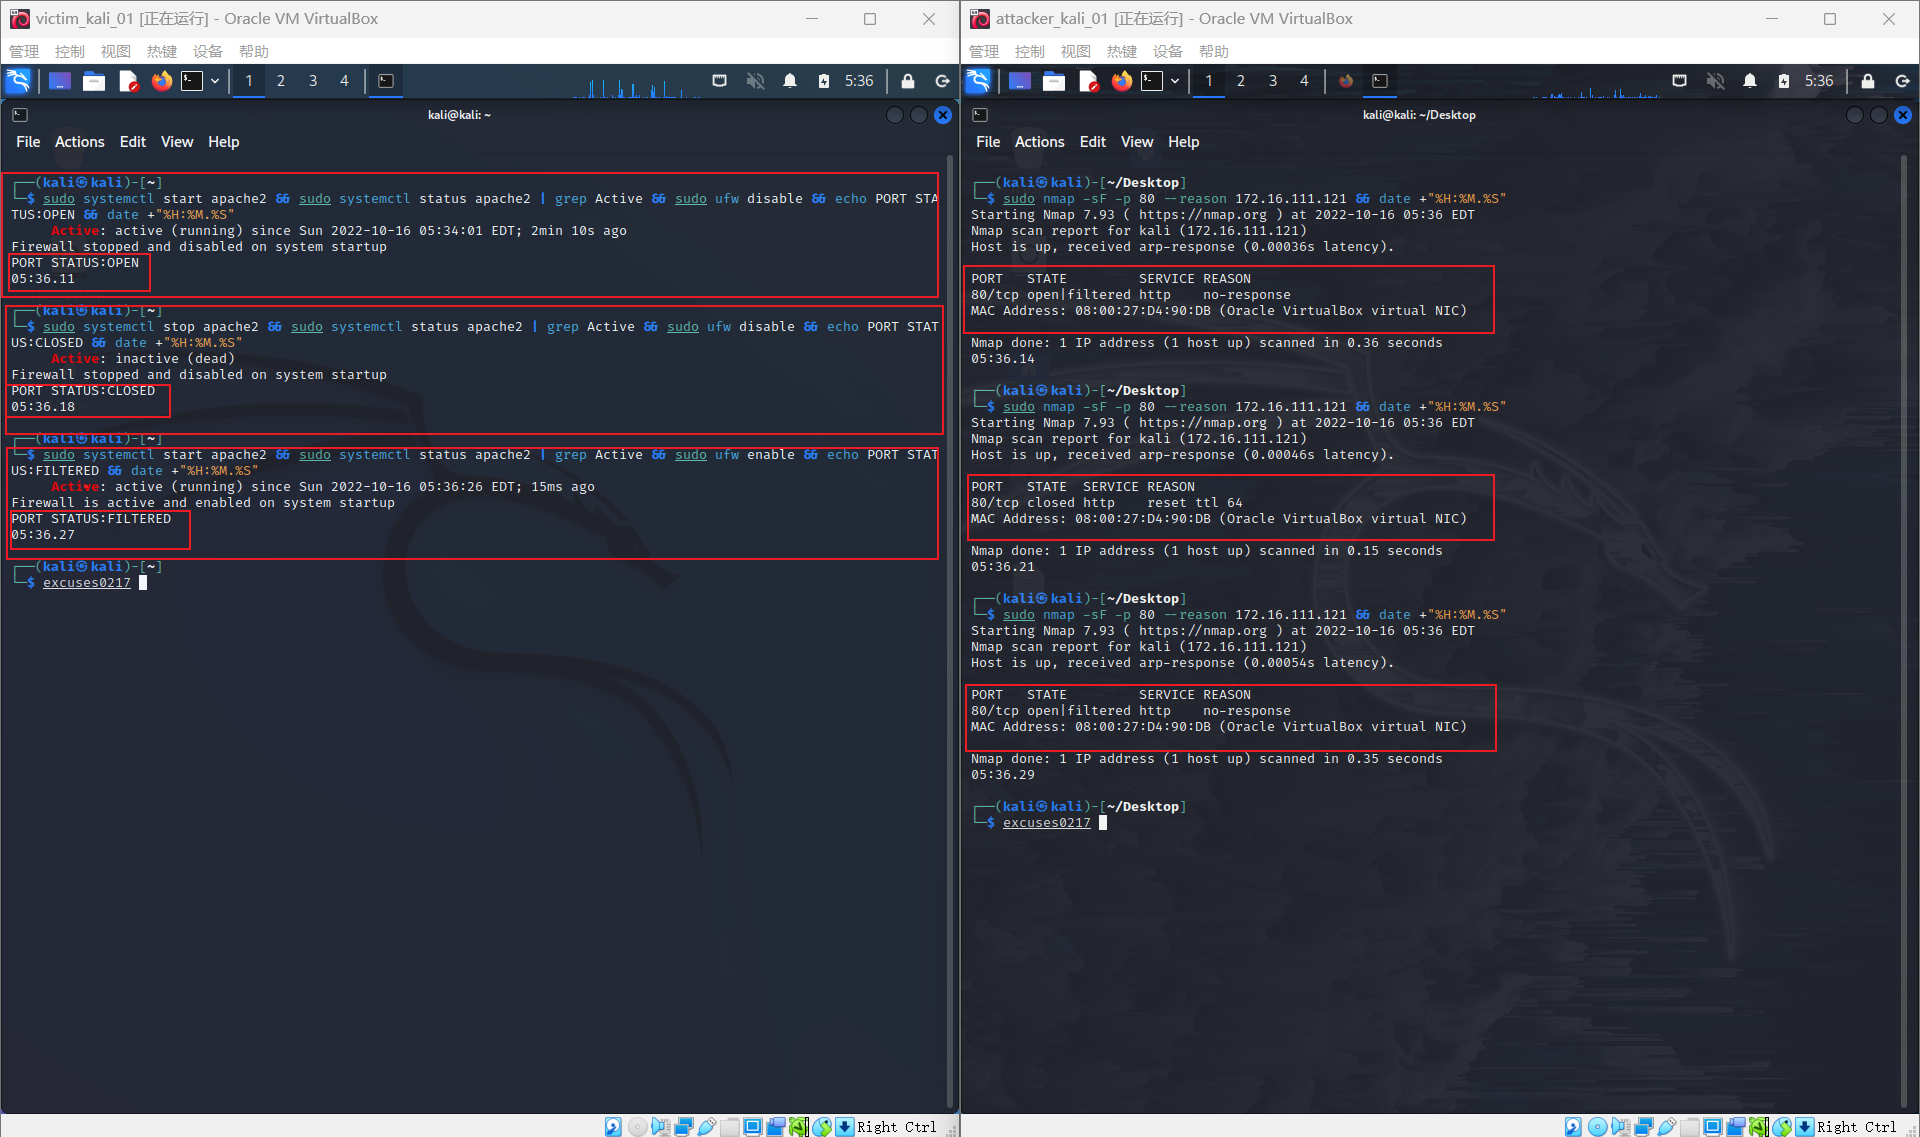 victim_kali_01 [正在运行] - Oracle VM VirtualBox
管理 控制 视图 热键 设备 帮助
1 2 3 4 5:36
kali@kali: ~
File Actions Edit View Help
┌──(kali㉿kali)-[~]
└─$ sudo systemctl start apache2 && sudo systemctl status apache2 | grep Active && sudo ufw disable && echo PORT STA
TUS:OPEN && date +"%H:%M.%S"
Active: active (running) since Sun 2022-10-16 05:34:01 EDT; 2min 10s ago
Firewall stopped and disabled on system startup
PORT STATUS:OPEN
05:36.11
┌──(kali㉿kali)-[~]
└─$ sudo systemctl stop apache2 && sudo systemctl status apache2 | grep Active && sudo ufw disable && echo PORT STAT
US:CLOSED && date +"%H:%M.%S"
Active: inactive (dead)
Firewall stopped and disabled on system startup
PORT STATUS:CLOSED
05:36.18
┌──(kali㉿kali)-[~]
└─$ sudo systemctl start apache2 && sudo systemctl status apache2 | grep Active && sudo ufw enable && echo PORT STAT
US:FILTERED && date +"%H:%M.%S"
Active: active (running) since Sun 2022-10-16 05:36:26 EDT; 15ms ago
Firewall is active and enabled on system startup
PORT STATUS:FILTERED
05:36.27
┌──(kali㉿kali)-[~]
└─$ excuses0217
Right Ctrl
attacker_kali_01 [正在运行] - Oracle VM VirtualBox
管理 控制 视图 热键 设备 帮助
1 2 3 4 5:36
kali@kali: ~/Desktop
File Actions Edit View Help
┌──(kali㉿kali)-[~/Desktop]
└─$ sudo nmap -sF -p 80 --reason 172.16.111.121 && date +"%H:%M.%S"
Starting Nmap 7.93 ( https://nmap.org ) at 2022-10-16 05:36 EDT
Nmap scan report for kali (172.16.111.121)
Host is up, received arp-response (0.00036s latency).
PORT STATE SERVICE REASON
80/tcp open|filtered http no-response
MAC Address: 08:00:27:D4:90:DB (Oracle VirtualBox virtual NIC)
Nmap done: 1 IP address (1 host up) scanned in 0.36 seconds
05:36.14
┌──(kali㉿kali)-[~/Desktop]
└─$ sudo nmap -sF -p 80 --reason 172.16.111.121 && date +"%H:%M.%S"
Starting Nmap 7.93 ( https://nmap.org ) at 2022-10-16 05:36 EDT
Nmap scan report for kali (172.16.111.121)
Host is up, received arp-response (0.00046s latency).
PORT STATE SERVICE REASON
80/tcp closed http reset ttl 64
MAC Address: 08:00:27:D4:90:DB (Oracle VirtualBox virtual NIC)
Nmap done: 1 IP address (1 host up) scanned in 0.15 seconds
05:36.21
┌──(kali㉿kali)-[~/Desktop]
└─$ sudo nmap -sF -p 80 --reason 172.16.111.121 && date +"%H:%M.%S"
Starting Nmap 7.93 ( https://nmap.org ) at 2022-10-16 05:36 EDT
Nmap scan report for kali (172.16.111.121)
Host is up, received arp-response (0.00054s latency).
PORT STATE SERVICE REASON
80/tcp open|filtered http no-response
MAC Address: 08:00:27:D4:90:DB (Oracle VirtualBox virtual NIC)
Nmap done: 1 IP address (1 host up) scanned in 0.35 seconds
05:36.29
┌──(kali㉿kali)-[~/Desktop]
└─$ excuses0217
Right Ctrl